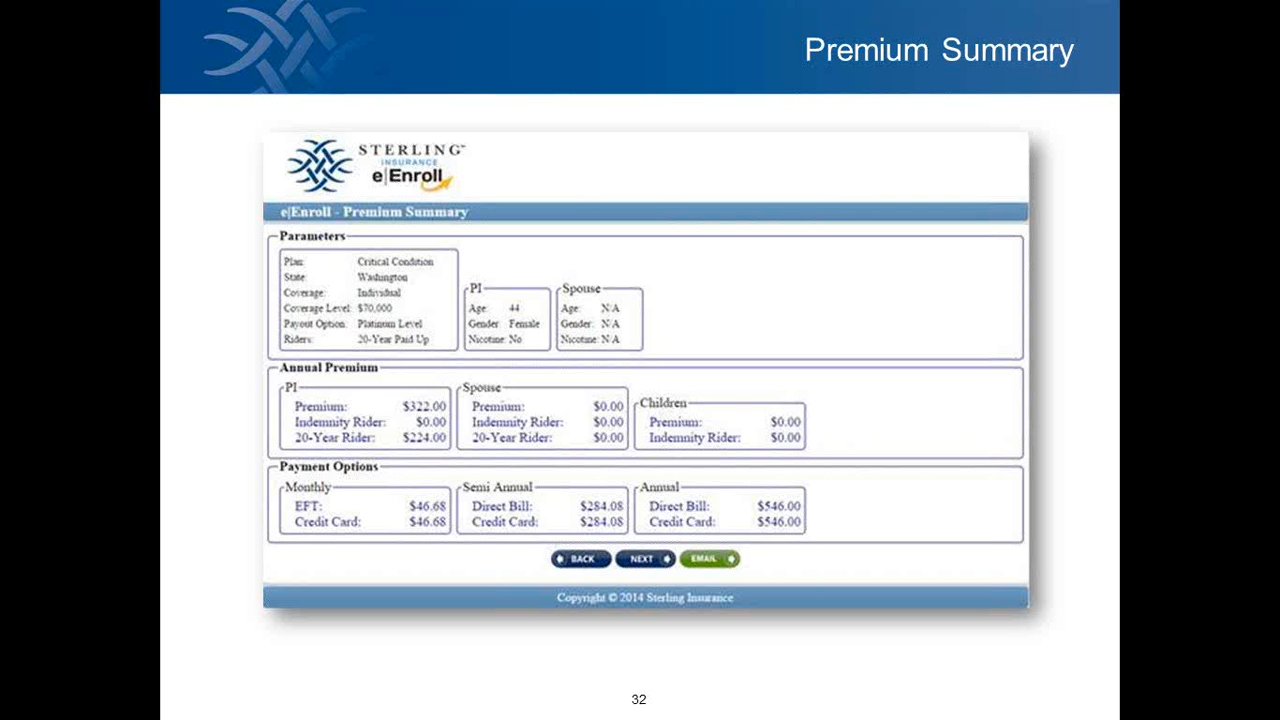 Premium Summary
STERLING™
INSURANCE
e|Enroll
e|Enroll - Premium Summary
Parameters
Plan: Critical Condition
State: Washington
Coverage: Individual
Coverage Level: $70,000
Payout Option: Platinum Level
Riders: 20-Year Paid Up
PI
Age: 44
Gender: Female
Nicotine: No
Spouse
Age: N/A
Gender: N/A
Nicotine: N/A
Annual Premium
PI
Premium: $322.00
Indemnity Rider: $0.00
20-Year Rider: $224.00
Spouse
Premium: $0.00
Indemnity Rider: $0.00
20-Year Rider: $0.00
Children
Premium: $0.00
Indemnity Rider: $0.00
Payment Options
Monthly
EFT: $46.68
Credit Card: $46.68
Semi Annual
Direct Bill: $284.08
Credit Card: $284.08
Annual
Direct Bill: $546.00
Credit Card: $546.00
BACK NEXT EMAIL
Copyright © 2014 Sterling Insurance
32